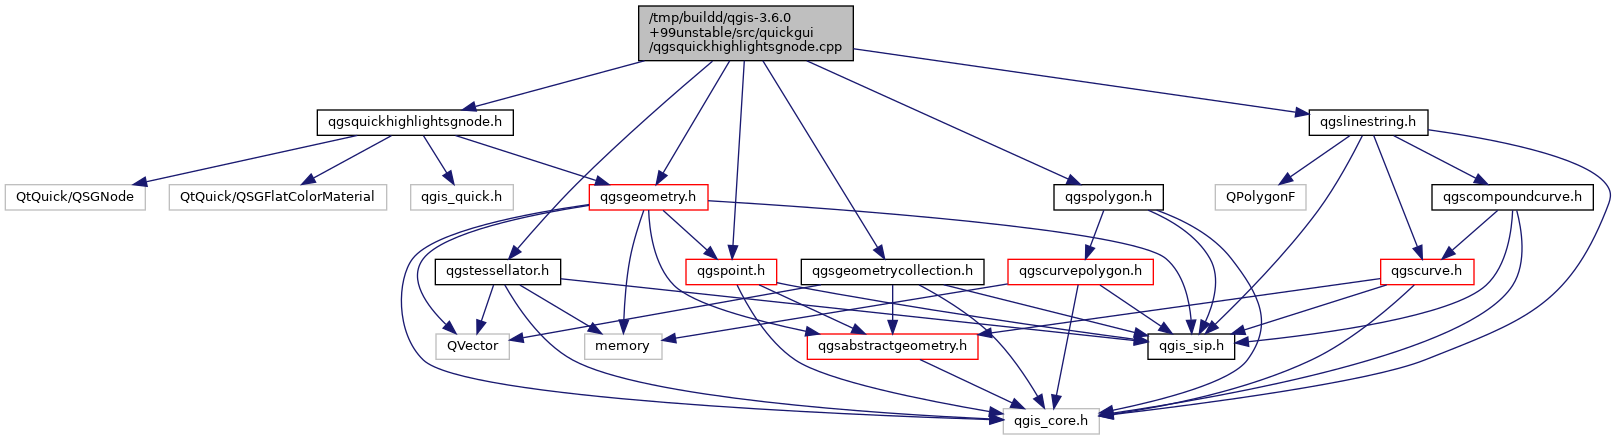 /tmp/buildd/qgis-3.6.0
+99unstable/src/quickgui
/qgsquickhighlightsgnode.cpp
qgsquickhighlightsgnode.h
qgslinestring.h
QtQuick/QSGNode
QtQuick/QSGFlatColorMaterial
qgis_quick.h
qgsgeometry.h
qgspolygon.h
QPolygonF
qgscompoundcurve.h
qgstessellator.h
qgspoint.h
qgsgeometrycollection.h
qgscurvepolygon.h
qgscurve.h
QVector
memory
qgsabstractgeometry.h
qgis_sip.h
qgis_core.h